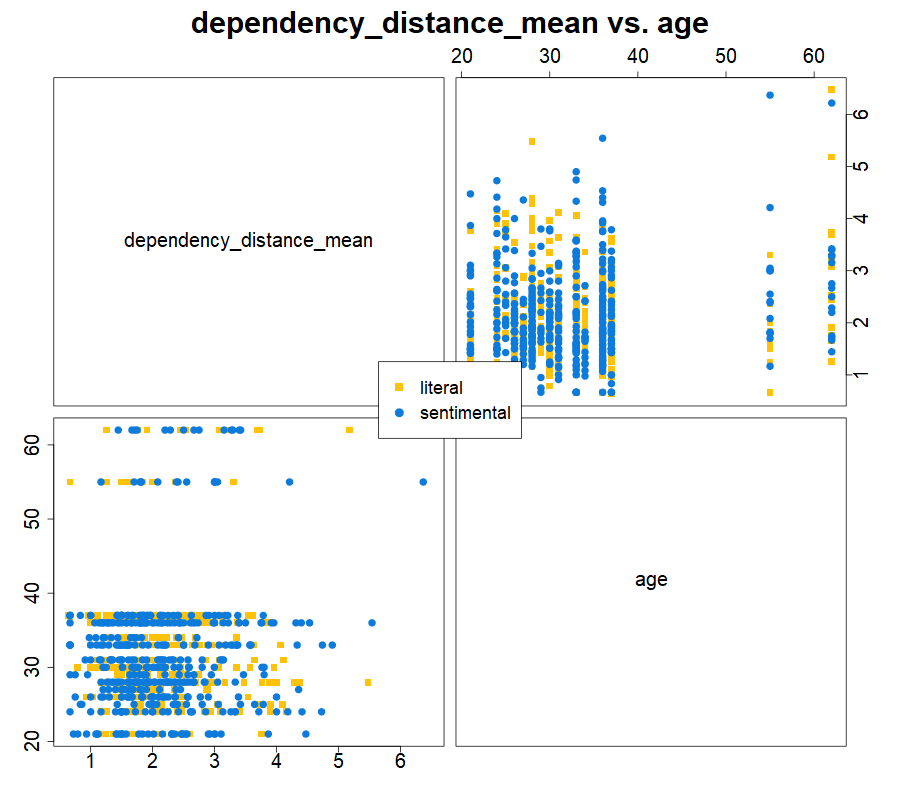 dependency_distance_mean vs. age
20 30 40 50 60
dependency_distance_mean
6
5
4
3
2
1
literal
sentimental
60
50
40
30
20
age
1 2 3 4 5 6